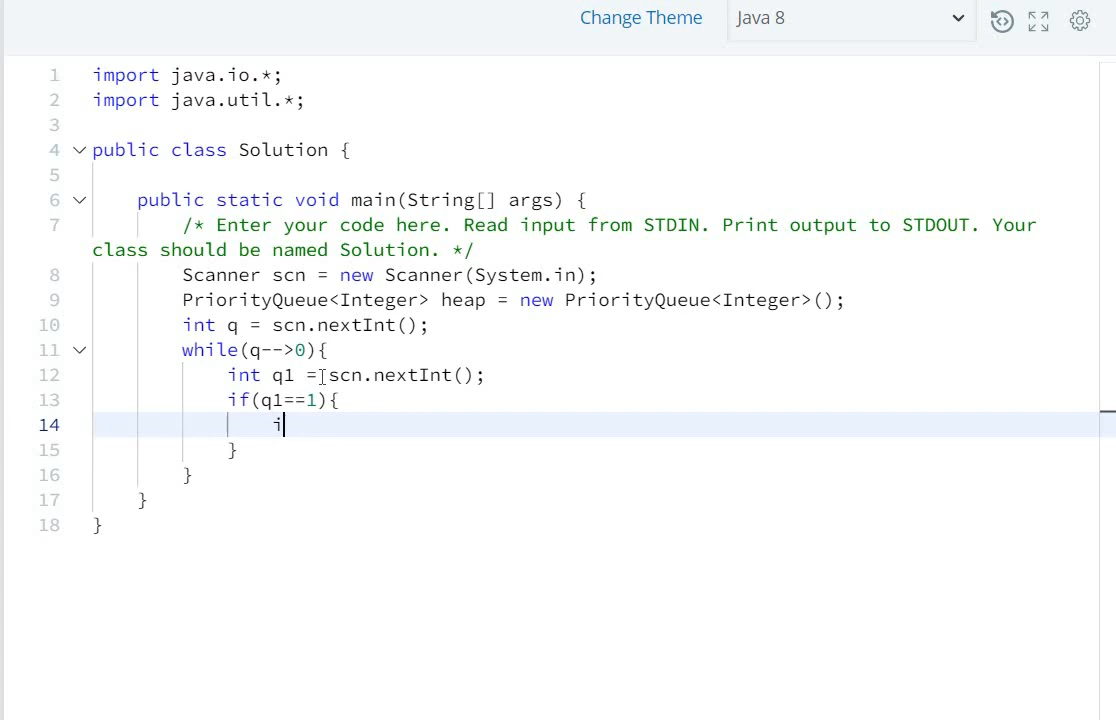 Change Theme Java 8
1 import java.io.*;
2 import java.util.*;
3
4 public class Solution {
5
6 public static void main(String[] args) {
7 /* Enter your code here. Read input from STDIN. Print output to STDOUT. Your
class should be named Solution. */
8 Scanner scn = new Scanner(System.in);
9 PriorityQueue<Integer> heap = new PriorityQueue<Integer>();
10 int q = scn.nextInt();
11 while(q-->0){
12 int q1 = scn.nextInt();
13 if(q1==1){
14 i
15 }
16 }
17 }
18 }